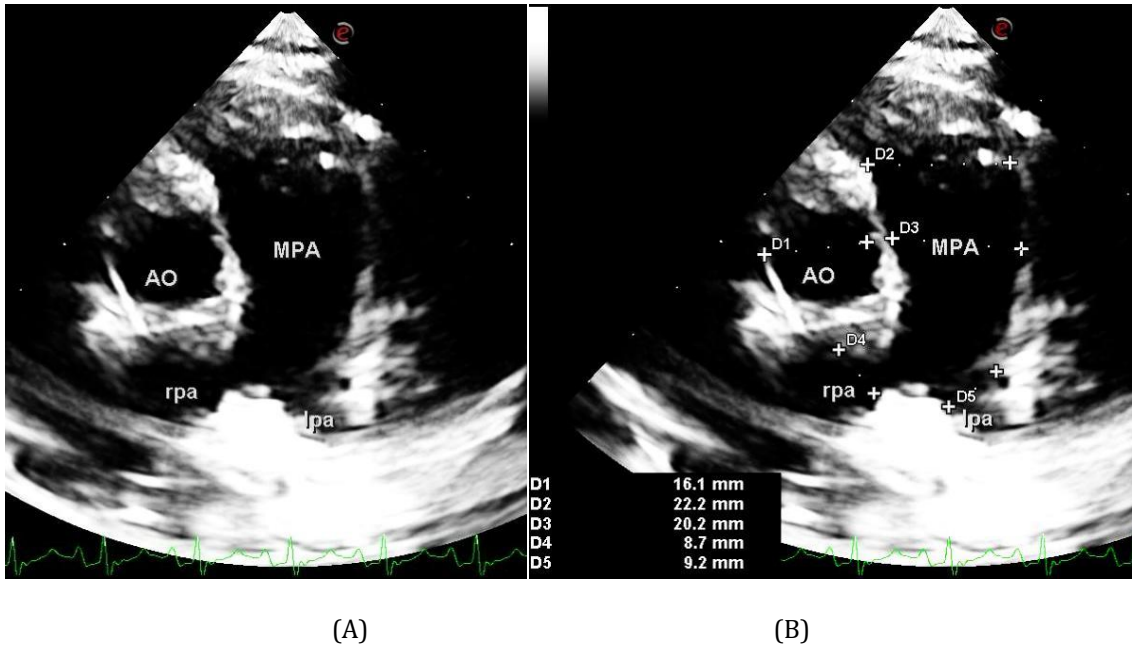 e
MPA
AO
rpa
lpa
(A)
e
D2
D3
MPA
D1
AO
D4
rpa
D5
lpa
D1 16.1 mm
D2 22.2 mm
D3 20.2 mm
D4 8.7 mm
D5 9.2 mm
(B)